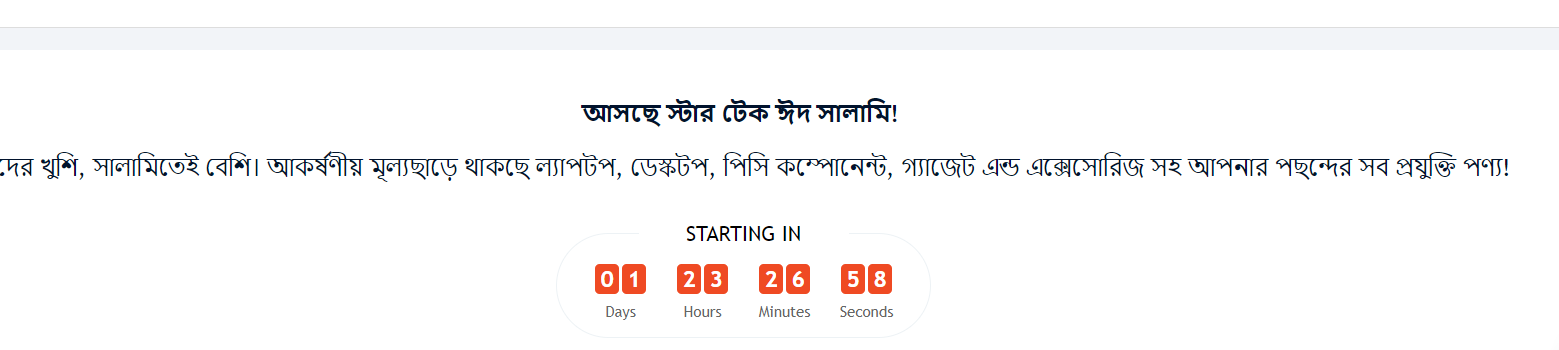 আসছে স্টার টেক ঈদ সালামি!
খুশি, সালামিতেই বেশি। আকর্ষণীয় মূল্যছাড়ে থাকছে ল্যাপটপ, ডেস্কটপ, পিসি কম্পোনেন্ট, গ্যাজেট এন্ড এক্সেসোরিজ সহ আপনার পছন্দের সব প্রযুক্তি পণ্য!
STARTING IN
01 23 26 58
Days Hours Minutes Seconds